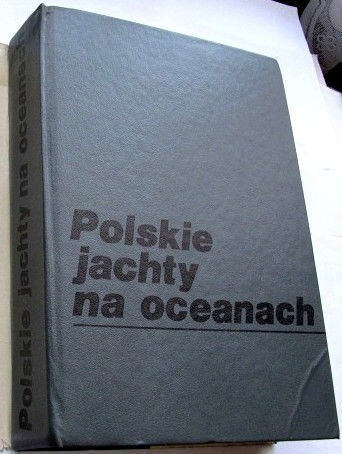 Polskie
jachty
na oceanach
Polskie jachty na oceanach